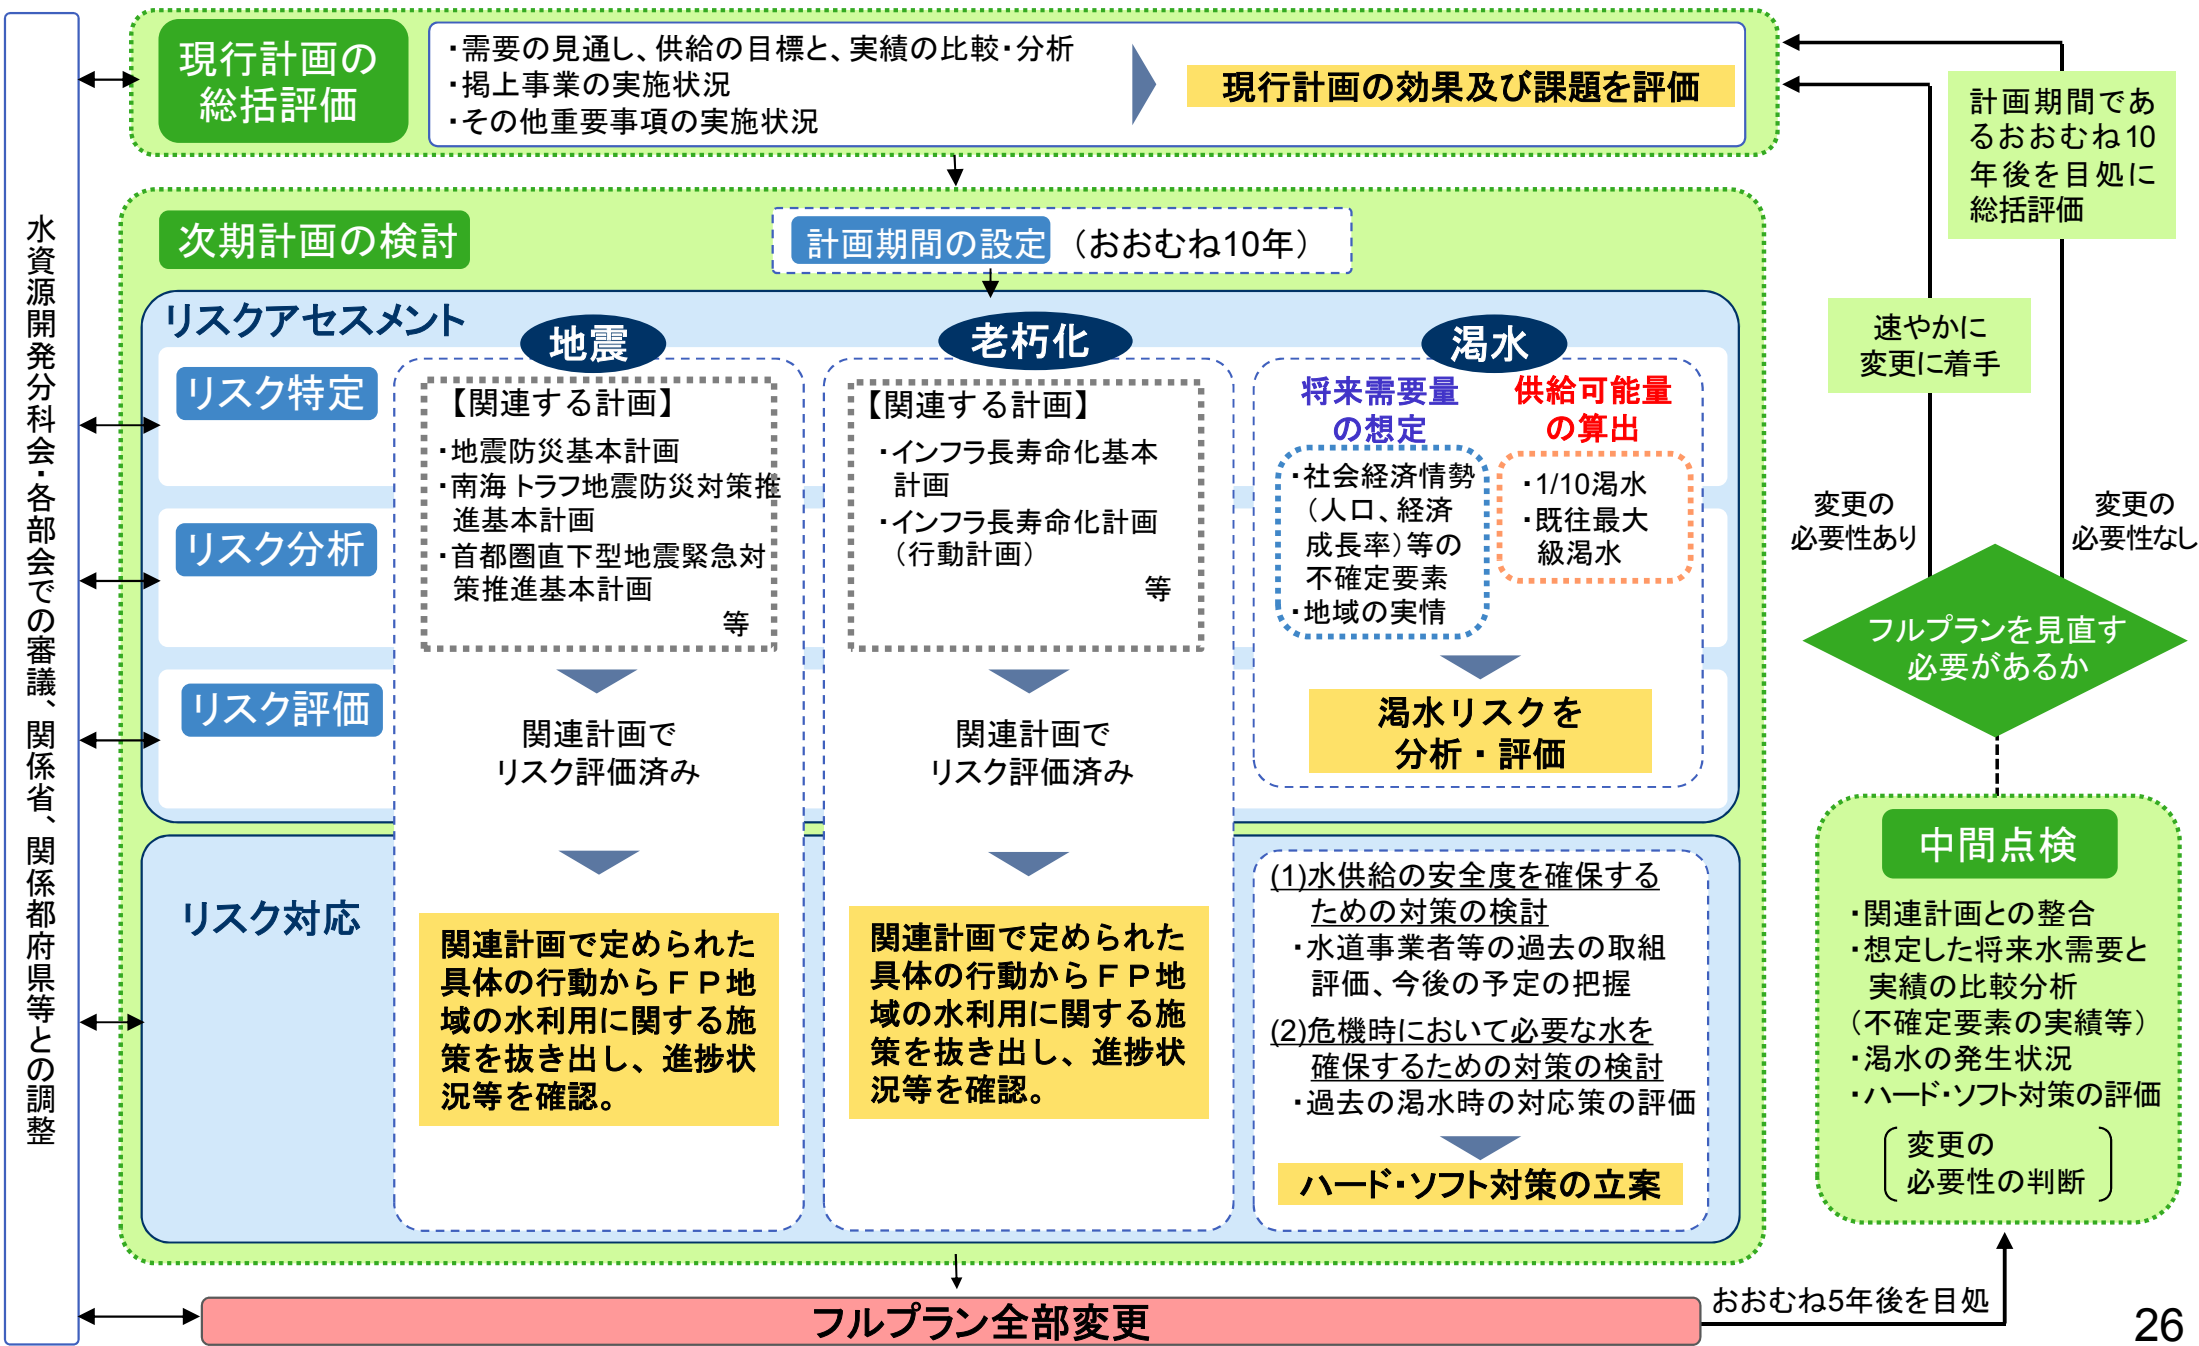 水資源開発分科会・各部会での審議、関係省、関係都府県等との調整
現行計画の
総括評価
・需要の見通し、供給の目標と、実績の比較・分析
・掲上事業の実施状況
・その他重要事項の実施状況
現行計画の効果及び課題を評価
計画期間であ
るおおむね10
年後を目処に
総括評価
次期計画の検討
計画期間の設定（おおむね10年）
速やかに
変更に着手
リスクアセスメント
リスク特定
リスク分析
リスク評価
地震
【関連する計画】
・地震防災基本計画
・南海トラフ地震防災対策推
進基本計画
・首都圏直下型地震緊急対
策推進基本計画
等
関連計画で
リスク評価済み
老朽化
【関連する計画】
・インフラ長寿命化基本
計画
・インフラ長寿命化計画
（行動計画）
等
関連計画で
リスク評価済み
渇水
将来需要量
の想定
・社会経済情勢
（人口、経済
成長率）等の
不確定要素
・地域の実情
供給可能量
の算出
・1/10渇水
・既往最大
級渇水
渇水リスクを
分析・評価
リスク対応
関連計画で定められた
具体の行動からＦＰ地
域の水利用に関する施
策を抜き出し、進捗状
況等を確認。
関連計画で定められた
具体の行動からＦＰ地
域の水利用に関する施
策を抜き出し、進捗状
況等を確認。
(1)水供給の安全度を確保する
ための対策の検討
・水道事業者等の過去の取組
評価、今後の予定の把握
(2)危機時において必要な水を
確保するための対策の検討
・過去の渇水時の対応策の評価
ハード・ソフト対策の立案
変更の
必要性あり
変更の
必要性なし
フルプランを見直す
必要があるか
中間点検
・関連計画との整合
・想定した将来水需要と
実績の比較分析
（不確定要素の実績等）
・渇水の発生状況
・ハード・ソフト対策の評価
変更の
必要性の判断
フルプラン全部変更
おおむね5年後を目処
26